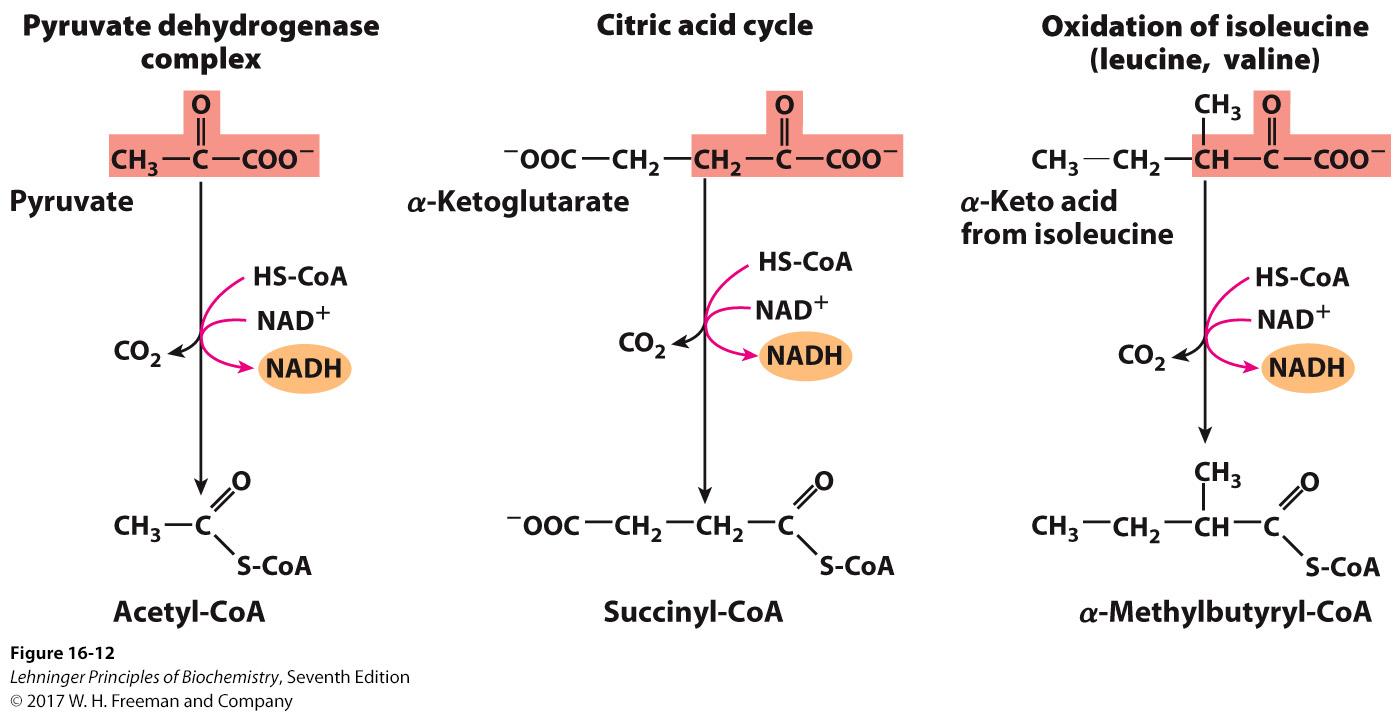 Pyruvate dehydrogenase
complex
O
CH₃—C—COO⁻
Pyruvate
HS-CoA
NAD⁺
CO₂
NADH
O
CH₃—C
S-CoA
Acetyl-CoA
Citric acid cycle
O
⁻OOC—CH₂—CH₂—C—COO⁻
α-Ketoglutarate
HS-CoA
NAD⁺
CO₂
NADH
O
⁻OOC—CH₂—CH₂—C
S-CoA
Succinyl-CoA
Oxidation of isoleucine
(leucine, valine)
CH₃ O
CH₃—CH₂—CH—C—COO⁻
α-Keto acid
from isoleucine
HS-CoA
NAD⁺
CO₂
NADH
CH₃ O
CH₃—CH₂—CH—C
S-CoA
α-Methylbutyryl-CoA
Figure 16-12
Lehninger Principles of Biochemistry, Seventh Edition
© 2017 W. H. Freeman and Company